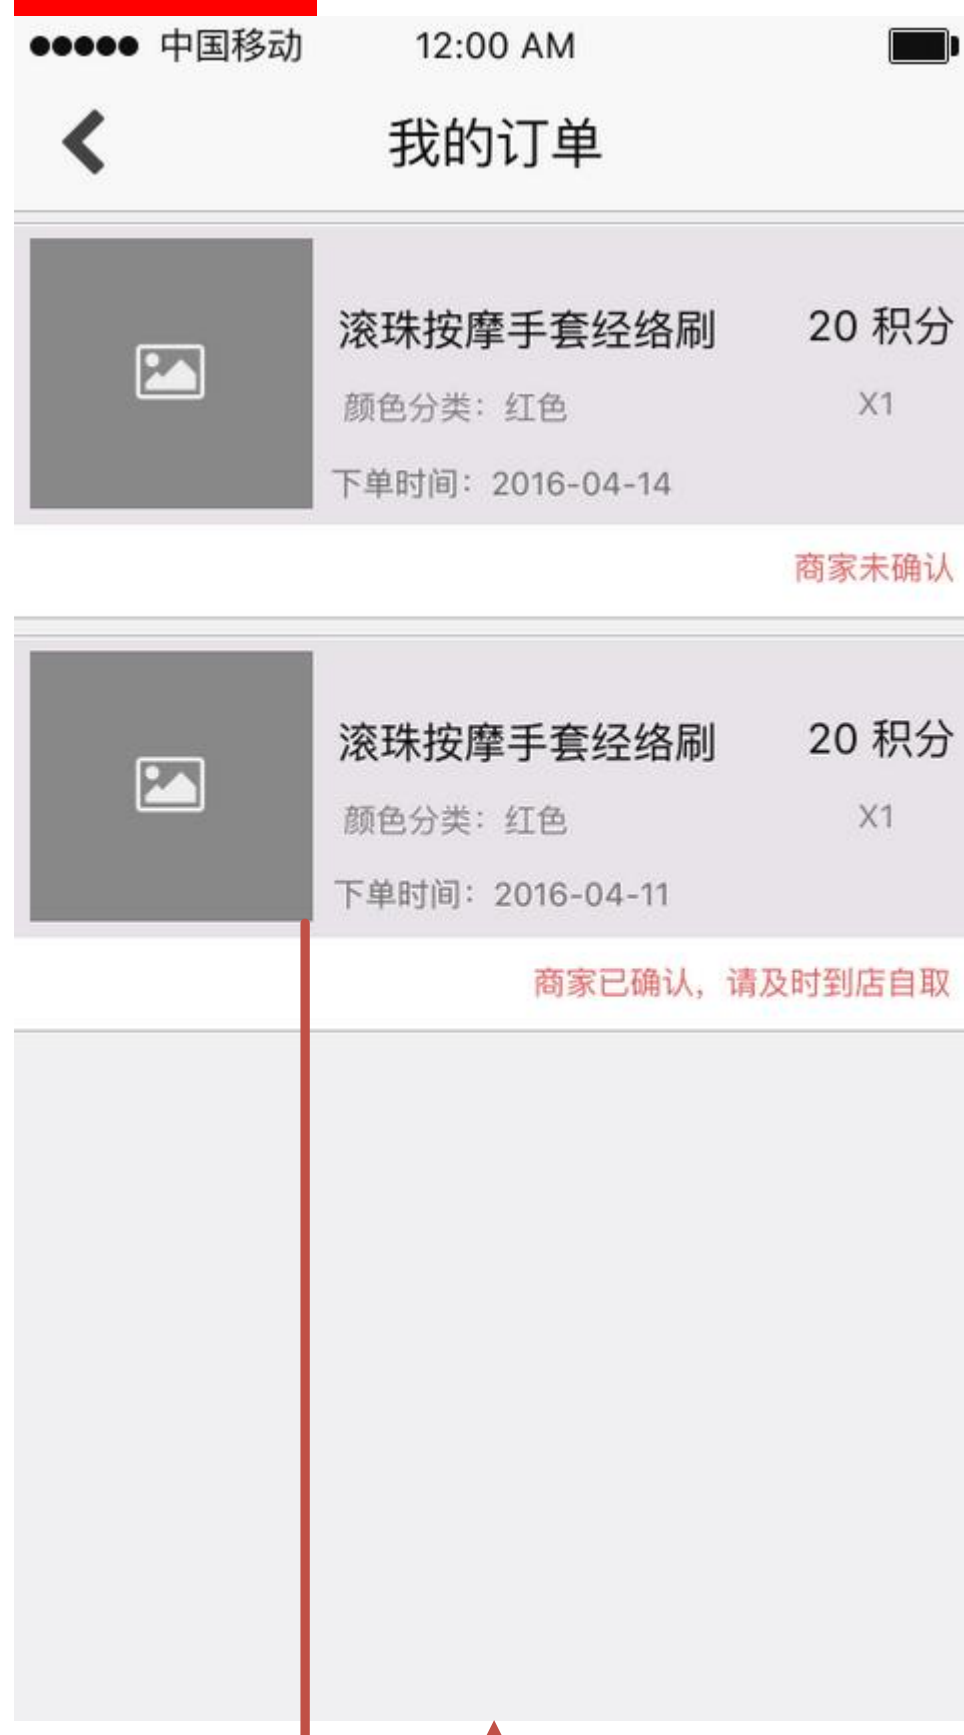 中国移动 12:00 AM
我的订单
滚珠按摩手套经络刷 20 积分
颜色分类：红色 X1
下单时间：2016-04-14
商家未确认
滚珠按摩手套经络刷 20 积分
颜色分类：红色 X1
下单时间：2016-04-11
商家已确认，请及时到店自取